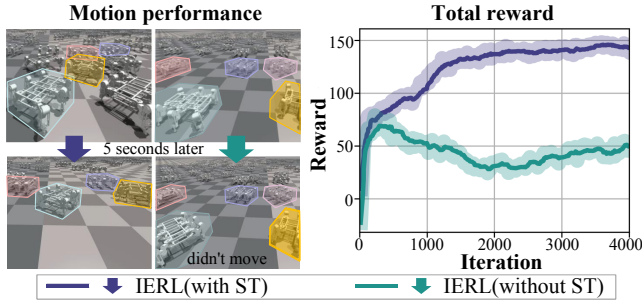 Motion performance
5 seconds later
didn't move
Total reward
Reward
150
100
50
0
0
1000
2000
3000
4000
Iteration
IERL(with ST)
IERL(without ST)